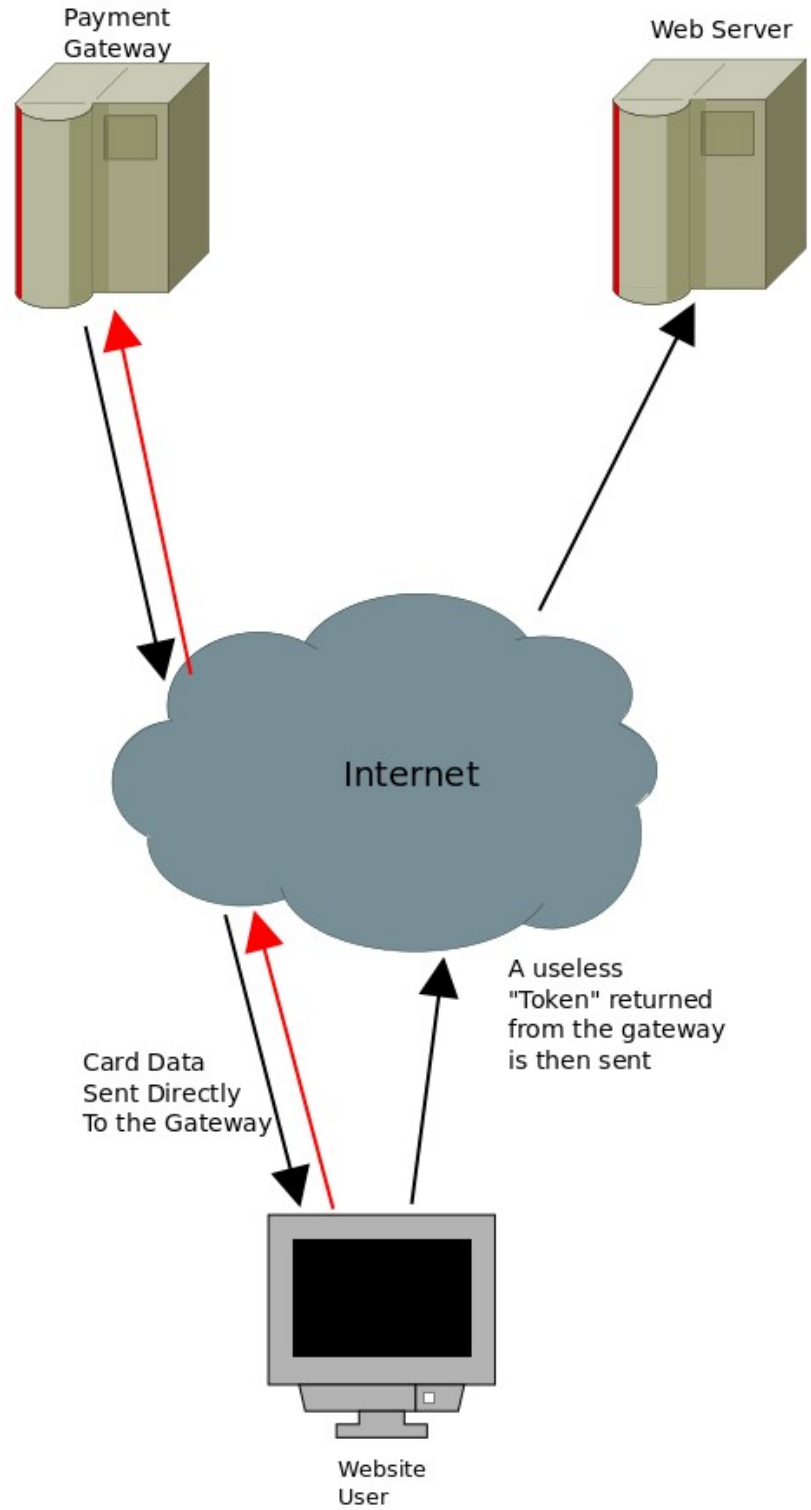 Payment
Gateway
Web Server
Internet
A useless
"Token" returned
from the gateway
is then sent
Card Data
Sent Directly
To the Gateway
Website
User